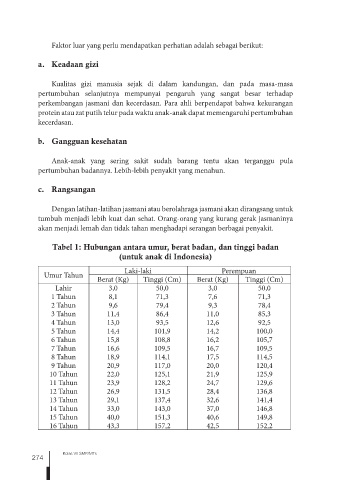 Faktor luar yang perlu mendapatkan perhatian adalah sebagai berikut:
a. Keadaan gizi
Kualitas gizi manusia sejak di dalam kandungan, dan pada masa-masa
pertumbuhan selanjutnya mempunyai pengaruh yang sangat besar terhadap
perkembangan jasmani dan kecerdasan. Para ahli berpendapat bahwa kekurangan
protein atau zat putih telur pada waktu anak-anak dapat memengaruhi pertumbuhan
kecerdasan.
b. Gangguan kesehatan
Anak-anak yang sering sakit sudah barang tentu akan terganggu pula
pertumbuhan badannya. Lebih-lebih penyakit yang menahun.
c. Rangsangan
Dengan latihan-latihan jasmani atau berolahraga jasmani akan dirangsang untuk
tumbuh menjadi lebih kuat dan sehat. Orang-orang yang kurang gerak jasmaninya
akan menjadi lemah dan tidak tahan menghadapi serangan berbagai penyakit.
Tabel 1: Hubungan antara umur, berat badan, dan tinggi badan
(untuk anak di Indonesia)
Umur Tahun Laki-laki Perempuan
Berat (Kg) Tinggi (Cm) Berat (Kg) Tinggi (Cm)
Lahir 3,0 50,0 3,0 50,0
1 Tahun 8,1 71,3 7,6 71,3
2 Tahun 9,6 79,4 9,3 78,4
3 Tahun 11,4 86,4 11,0 85,3
4 Tahun 13,0 93,5 12,6 92,5
5 Tahun 14,4 101,9 14,2 100,0
6 Tahun 15,8 108,8 16,2 105,7
7 Tahun 16,6 109,5 16,7 109,5
8 Tahun 18,9 114,1 17,5 114,5
9 Tahun 20,9 117,0 20,0 120,4
10 Tahun 22,0 125,1 21,9 125,9
11 Tahun 23,9 128,2 24,7 129,6
12 Tahun 26,9 131,5 28,4 136,8
13 Tahun 29,1 137,4 32,6 141,4
14 Tahun 33,0 143,0 37,0 146,8
15 Tahun 40,0 151,3 40,6 149,8
16 Tahun 43,3 157,2 42,5 152,2
274 Kelas VII SMP/MTs